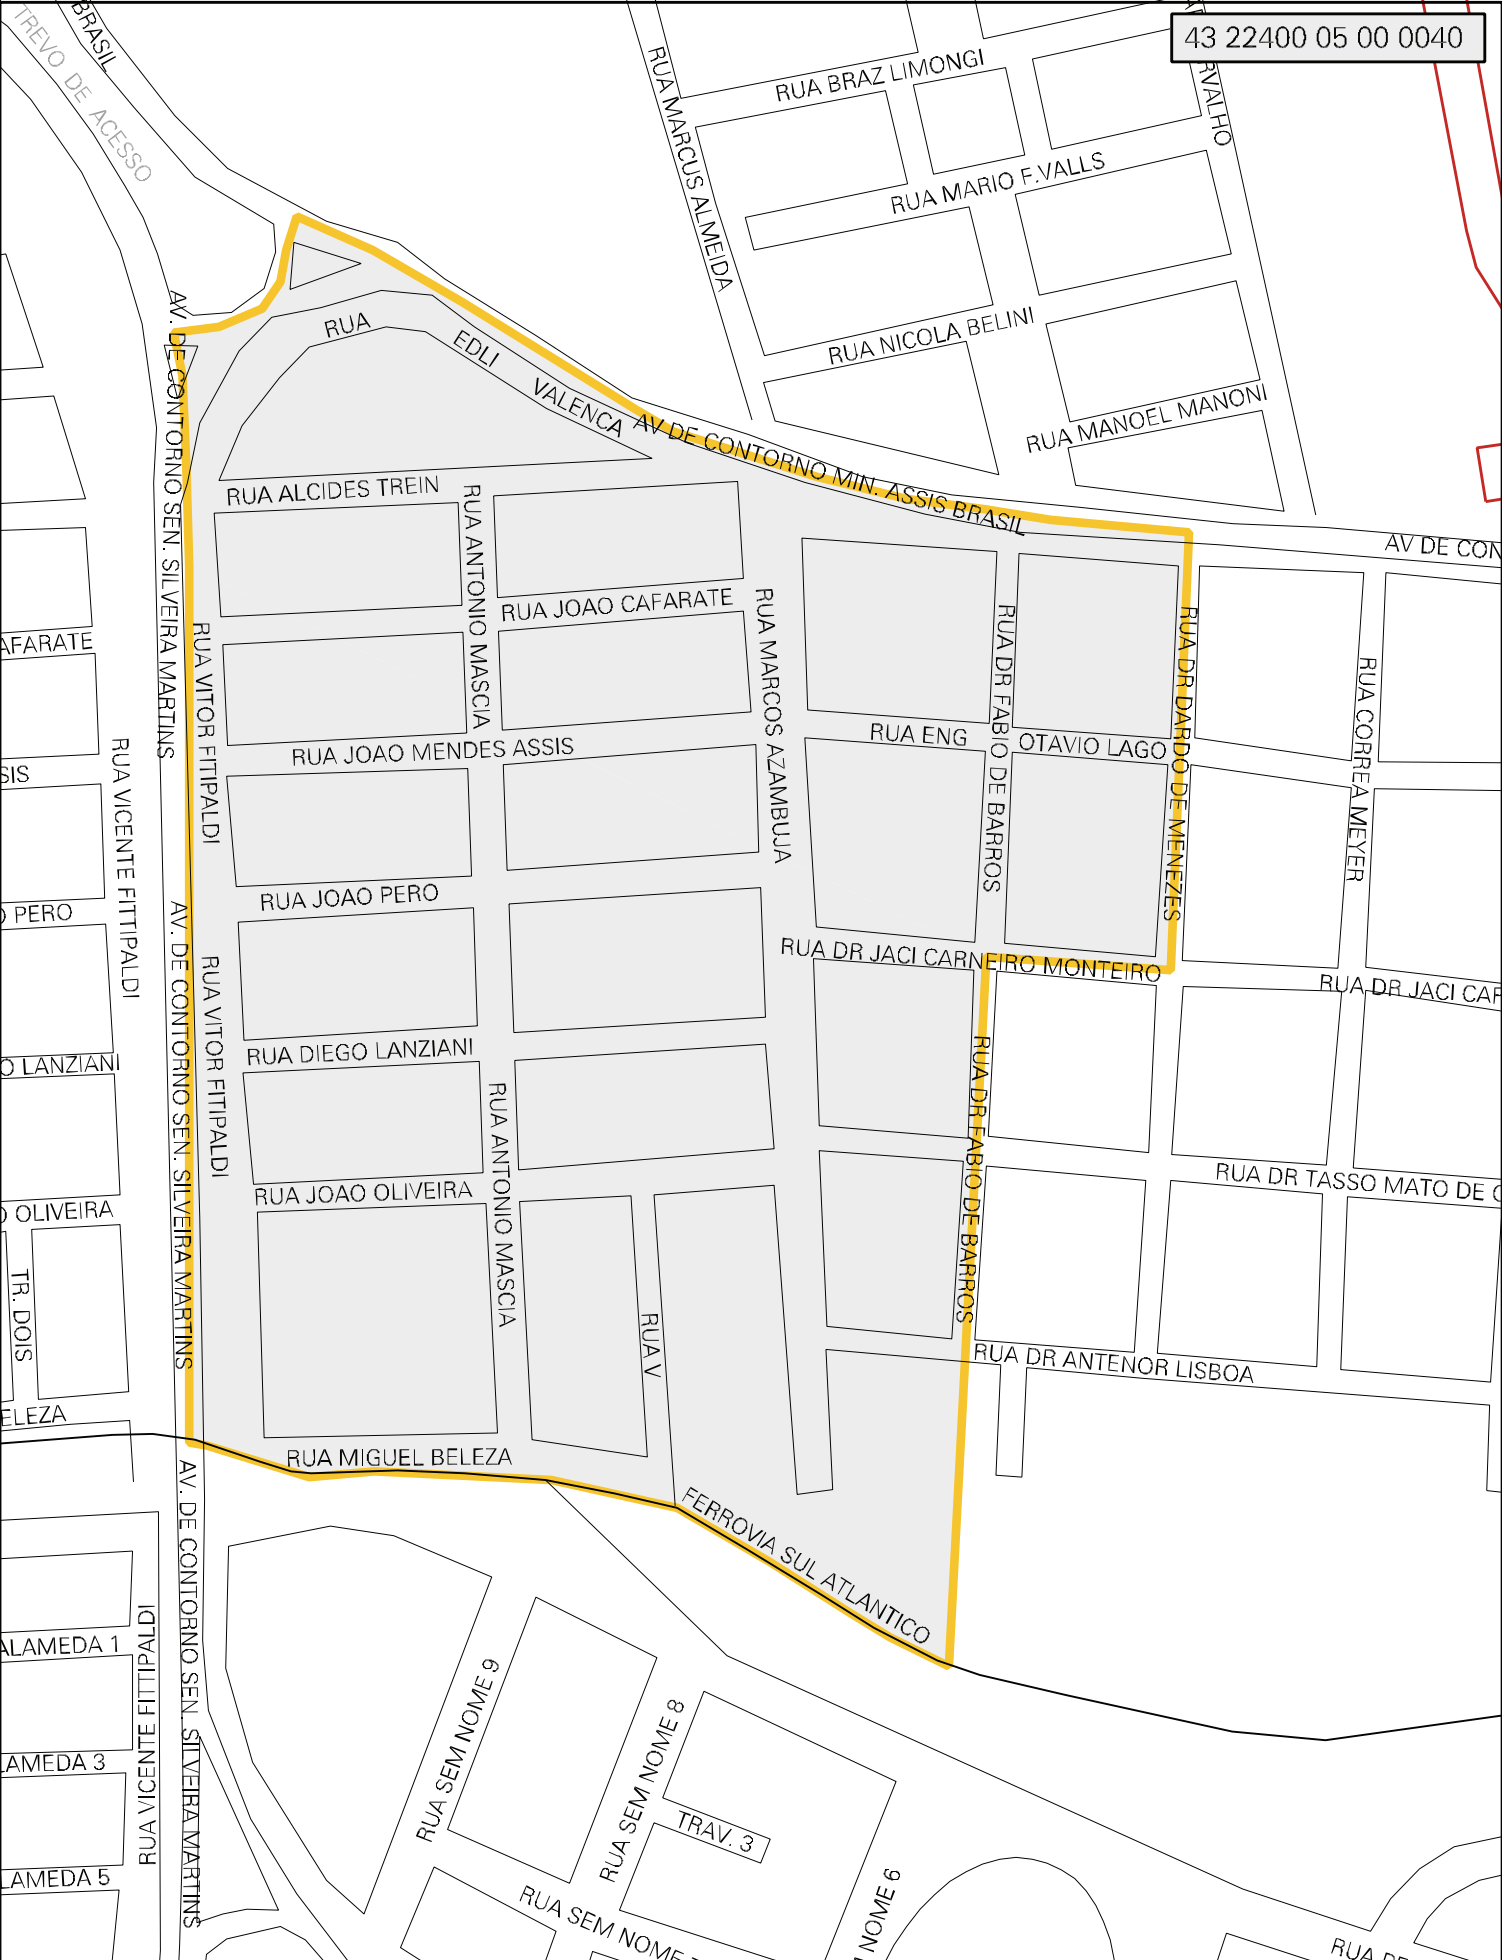 43 22400 05 00 0040
BRASIL
TREVO DE ACESSO
RUA MARCUS ALMEIDA
RUA BRAZ LIMONGI
RVALHO
RUA MARIO F.VALLS
RUA NICOLA BELINI
RUA MANOEL MANONI
AV. DE CONTORNO SEN. SILVEIRA MARTINS
RUA
EDLI
VALENCA
AV DE CONTORNO MIN. ASSIS BRASIL
AV DE CON
RUA ALCIDES TREIN
RUA ANTONIO MASCIA
RUA JOAO CAFARATE
RUA MARCOS AZAMBUJA
RUA DR FABIO DE BARROS
RUA DR DARDO DE MENEZES
RUA CORREA MEYER
AFARATE
RUA VITOR FITIPALDI
RUA JOAO MENDES ASSIS
RUA ENG
OTAVIO LAGO
SIS
RUA VICENTE FITTIPALDI
RUA JOAO PERO
O PERO
AV. DE CONTORNO SEN. SILVEIRA MARTINS
RUA VITOR FITIPALDI
RUA DR JACI CARNEIRO MONTEIRO
RUA DR JACI CAR
RUA DIEGO LANZIANI
O LANZIANI
RUA DR FABIO DE BARROS
RUA ANTONIO MASCIA
RUA DR TASSO MATO DE
RUA JOAO OLIVEIRA
O OLIVEIRA
TR. DOIS
RUA V
RUA DR ANTENOR LISBOA
ELEZA
RUA MIGUEL BELEZA
AV. DE CONTORNO SEN. SILVEIRA MARTINS
FERROVIA SUL ATLANTICO
RUA VICENTE FITTIPALDI
ALAMEDA 1
RUA SEM NOME 9
RUA SEM NOME 8
LAMEDA 3
TRAV. 3
LAMEDA 5
RUA SEM NOME
NOME 6
RUA